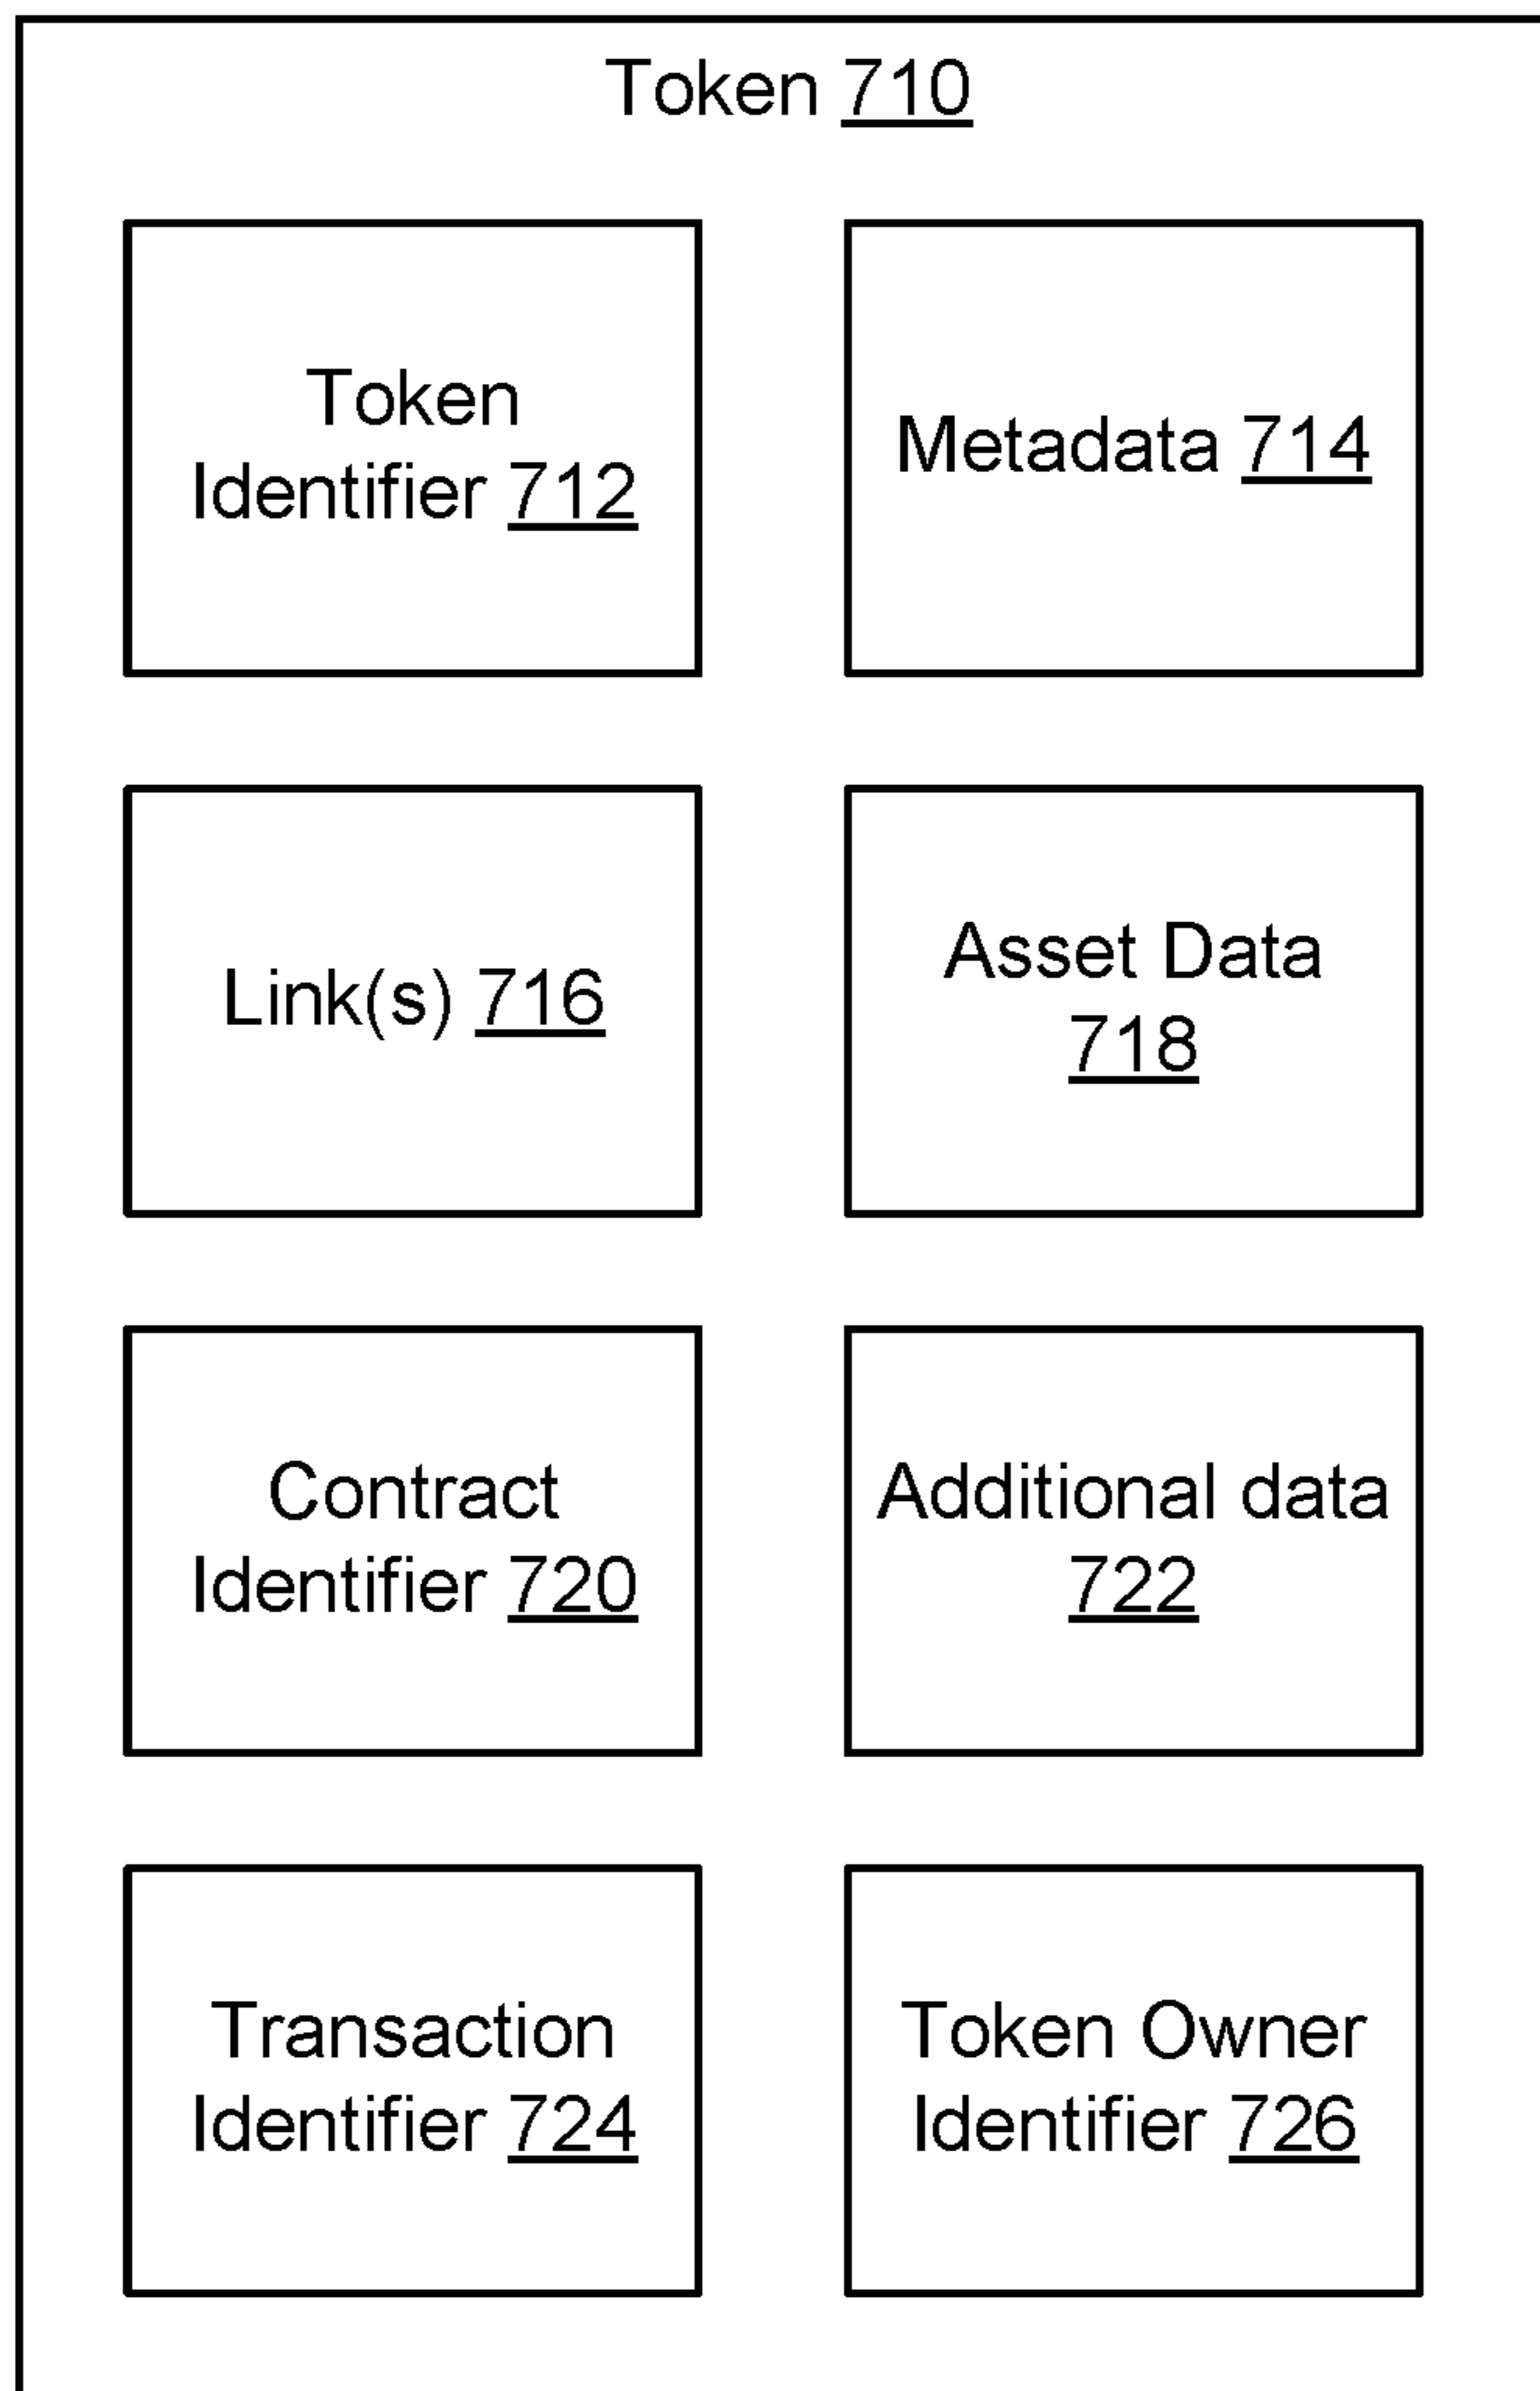 Token 710
Token
Identifier 712
Metadata 714
Link(s) 716
Asset Data
718
Contract
Identifier 720
Additional data
722
Transaction
Identifier 724
Token Owner
Identifier 726